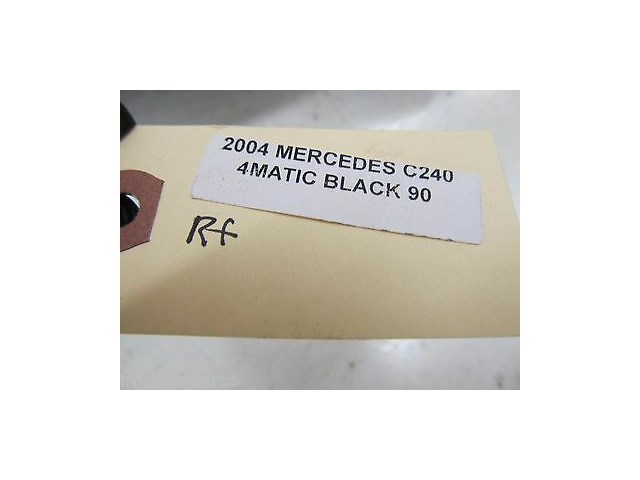 2004 MERCEDES C240
4MATIC BLACK 90
Rf